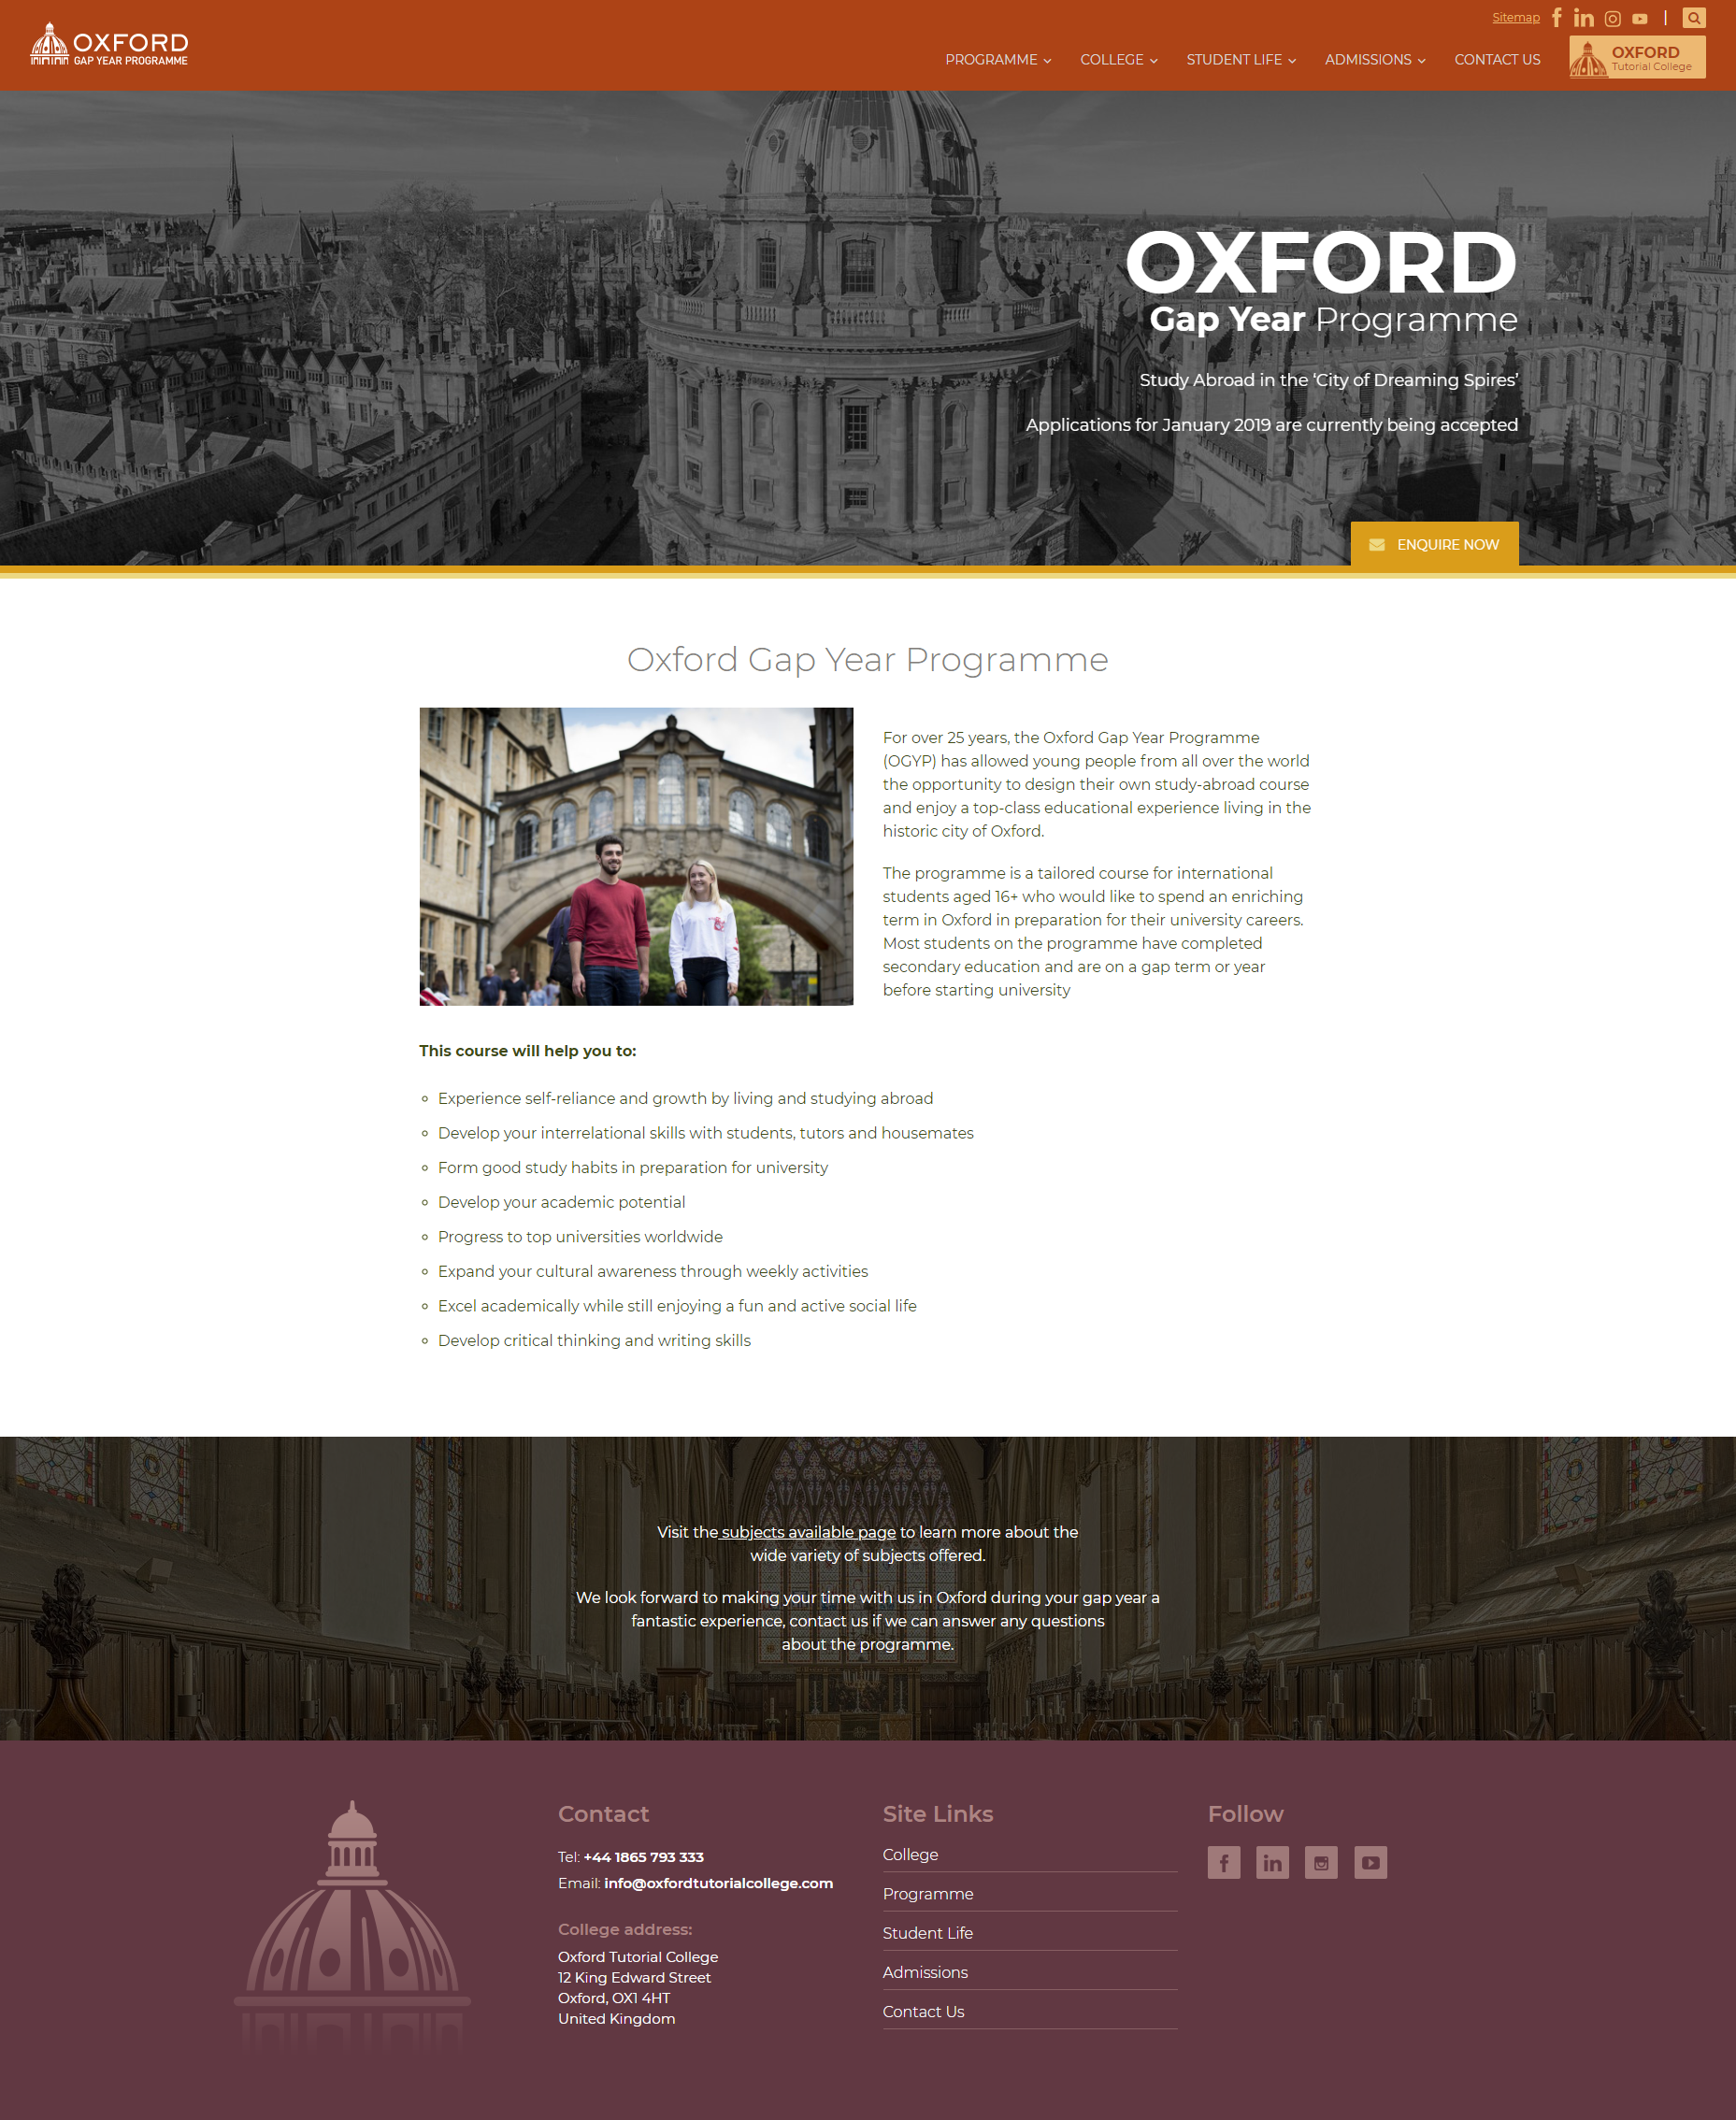 Sitemap
OXFORD
GAP YEAR PROGRAMME
PROGRAMME
COLLEGE
STUDENT LIFE
ADMISSIONS
CONTACT US
OXFORD
Tutorial College
OXFORD
Gap Year Programme
Study Abroad in the ‘City of Dreaming Spires’
Applications for January 2019 are currently being accepted
ENQUIRE NOW
Oxford Gap Year Programme
For over 25 years, the Oxford Gap Year Programme
(OGYP) has allowed young people from all over the world
the opportunity to design their own study-abroad course
and enjoy a top-class educational experience living in the
historic city of Oxford.
The programme is a tailored course for international
students aged 16+ who would like to spend an enriching
term in Oxford in preparation for their university careers.
Most students on the programme have completed
secondary education and are on a gap term or year
before starting university
This course will help you to:
Experience self-reliance and growth by living and studying abroad
Develop your interrelational skills with students, tutors and housemates
Form good study habits in preparation for university
Develop your academic potential
Progress to top universities worldwide
Expand your cultural awareness through weekly activities
Excel academically while still enjoying a fun and active social life
Develop critical thinking and writing skills
Visit the subjects available page to learn more about the
wide variety of subjects offered.
We look forward to making your time with us in Oxford during your gap year a
fantastic experience, contact us if we can answer any questions
about the programme.
Contact
Tel: +44 1865 793 333
Email: info@oxfordtutorialcollege.com
College address:
Oxford Tutorial College
12 King Edward Street
Oxford, OX1 4HT
United Kingdom
Site Links
College
Programme
Student Life
Admissions
Contact Us
Follow